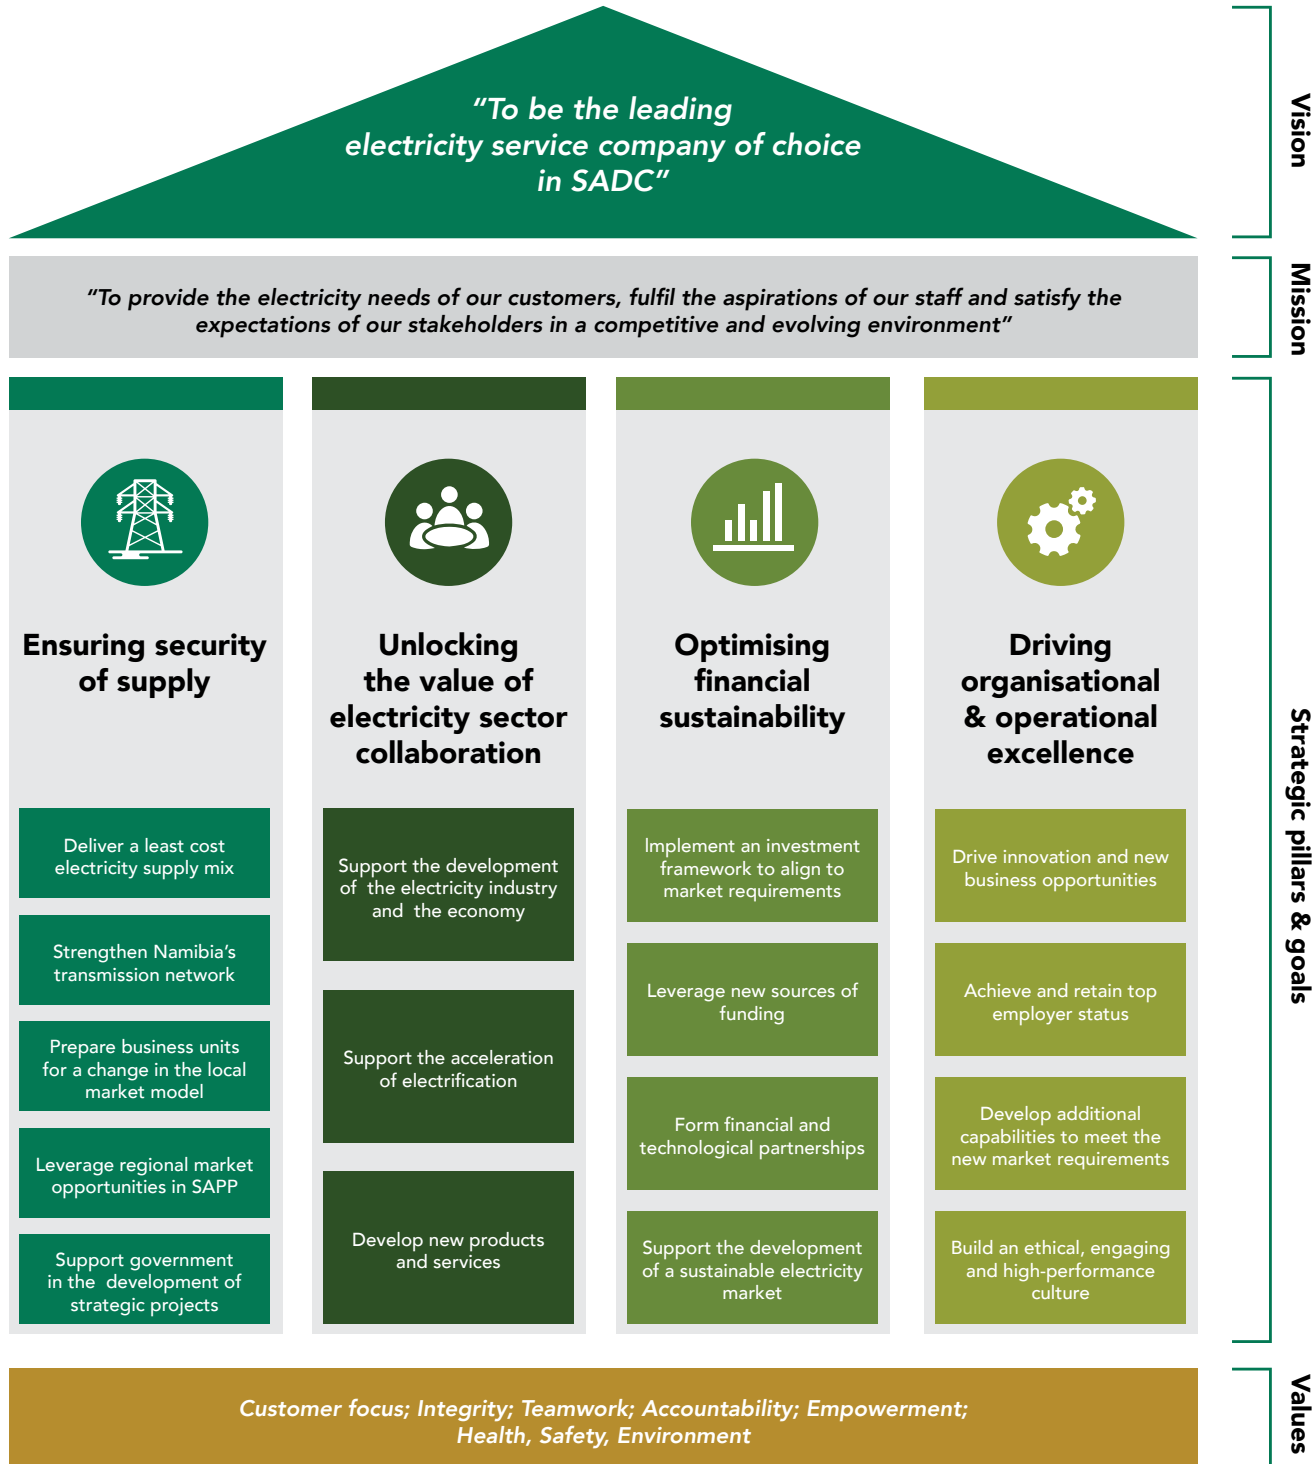 “To be the leading
electricity service company of choice
in SADC”
Vision
“To provide the electricity needs of our customers, fulfil the aspirations of our staff and satisfy the
expectations of our stakeholders in a competitive and evolving environment”
Mission
Ensuring security
of supply
Deliver a least cost
electricity supply mix
Strengthen Namibia’s
transmission network
Prepare business units
for a change in the local
market model
Leverage regional market
opportunities in SAPP
Support government
in the development of
strategic projects
Unlocking
the value of
electricity sector
collaboration
Support the development
of the electricity industry
and the economy
Support the acceleration
of electrification
Develop new products
and services
Optimising
financial
sustainability
Implement an investment
framework to align to
market requirements
Leverage new sources of
funding
Form financial and
technological partnerships
Support the development
of a sustainable electricity
market
Driving
organisational
& operational
excellence
Drive innovation and new
business opportunities
Achieve and retain top
employer status
Develop additional
capabilities to meet the
new market requirements
Build an ethical, engaging
and high-performance
culture
Strategic pillars & goals
Customer focus; Integrity; Teamwork; Accountability; Empowerment;
Health, Safety, Environment
Values